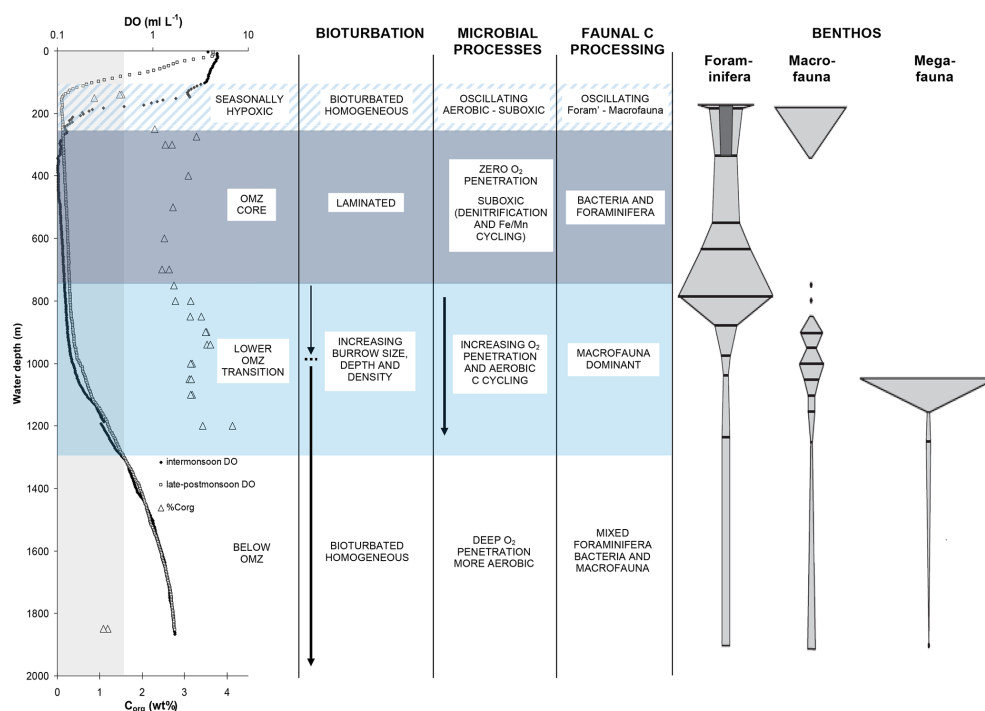 DO (ml L⁻¹)
0.1 1 10
BIOTURBATION
MICROBIAL
PROCESSES
FAUNAL C
PROCESSING
BENTHOS
Foram-
inifera
Macro-
fauna
Mega-
fauna
0
200
400
600
800
1000
1200
1400
1600
1800
2000
Water depth (m)
SEASONALLY
HYPOXIC
BIOTURBATED
HOMOGENEOUS
OSCILLATING
AEROBIC - SUBOXIC
OSCILLATING
Foram' - Macrofauna
OMZ
CORE
LAMINATED
ZERO O₂
PENETRATION
SUBOXIC
(DENITRIFICATION
AND Fe/Mn
CYCLING)
BACTERIA AND
FORAMINIFERA
LOWER
OMZ
TRANSITION
INCREASING
BURROW SIZE,
DEPTH AND
DENSITY
INCREASING O₂
PENETRATION
AND AEROBIC
C CYCLING
MACROFAUNA
DOMINANT
intermonsoon DO
late-postmonsoon DO
%Corg
BELOW
OMZ
BIOTURBATED
HOMOGENEOUS
DEEP O₂
PENETRATION
MORE AEROBIC
MIXED
FORAMINIFERA
BACTERIA AND
MACROFAUNA
0 1 2 3 4
Corg (wt%)